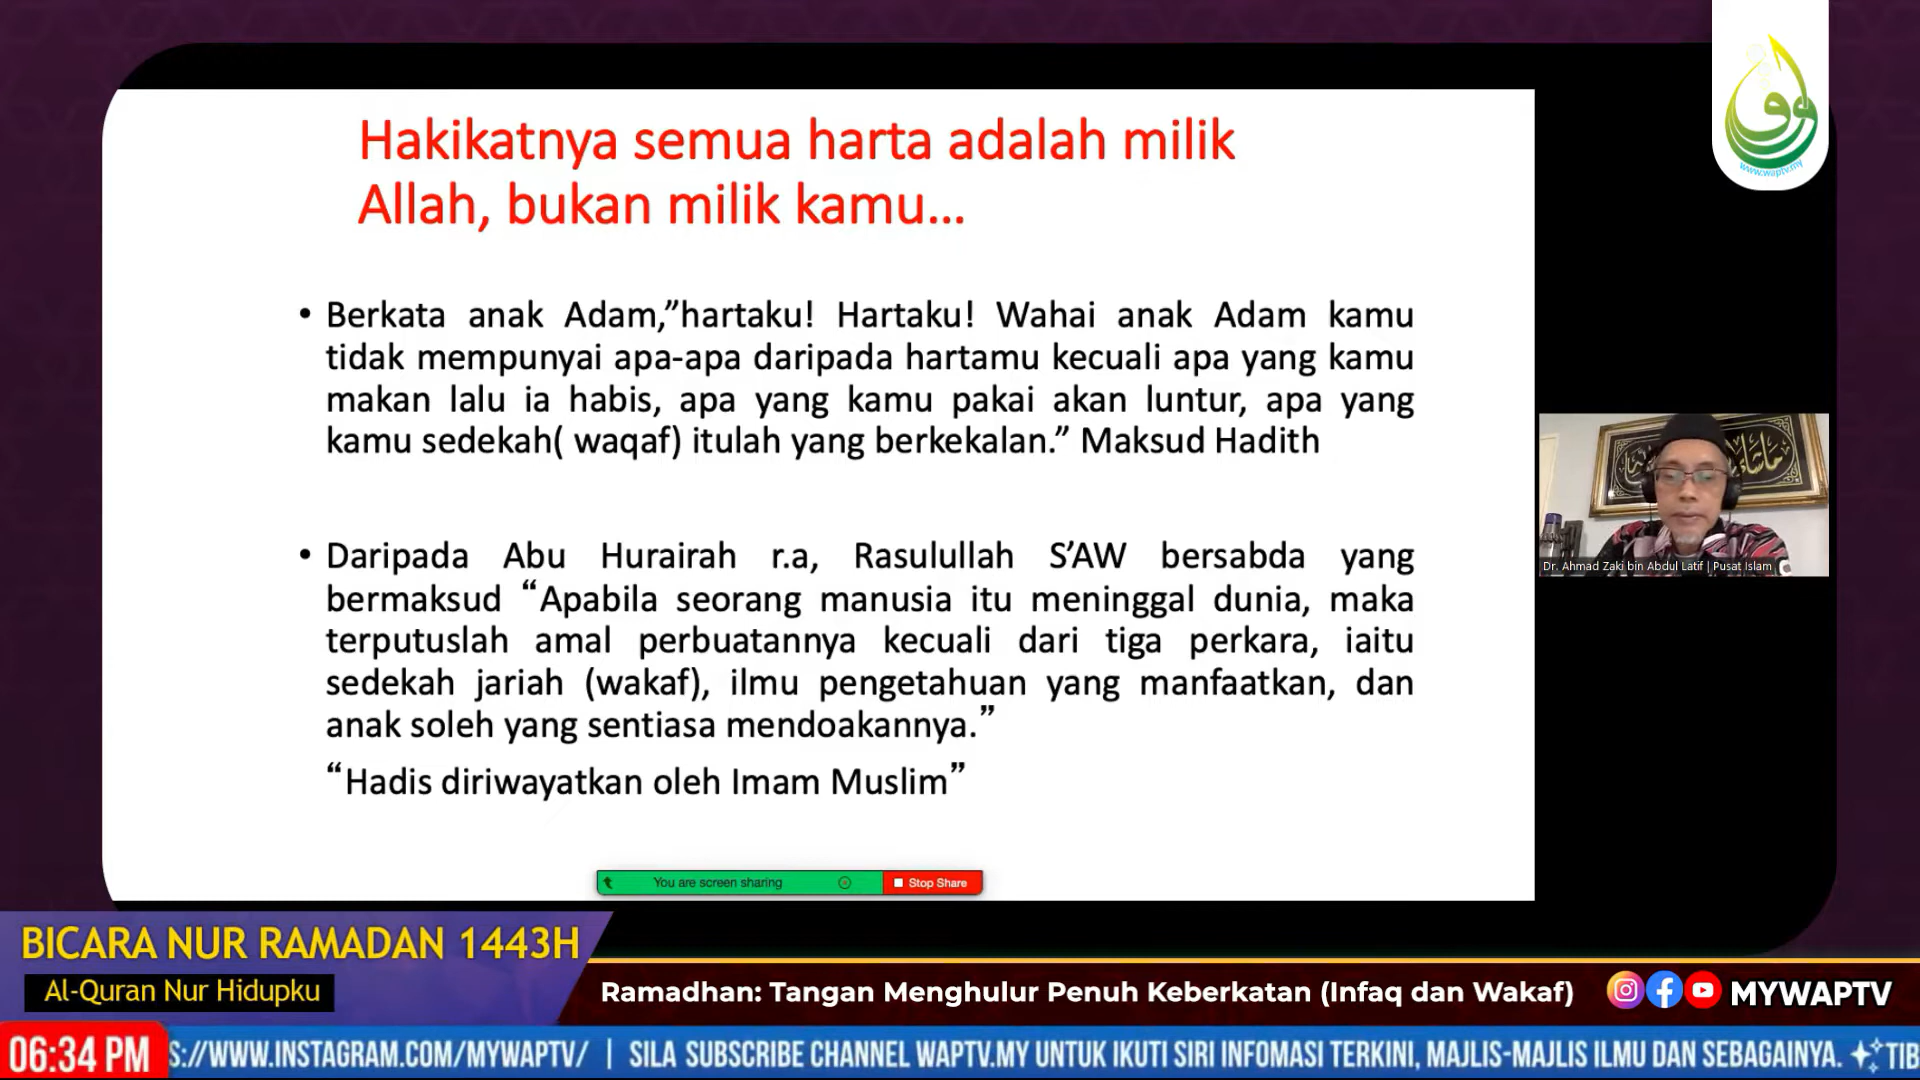 www.waptv.my
Hakikatnya semua harta adalah milik
Allah, bukan milik kamu...
• Berkata anak Adam,”hartaku! Hartaku! Wahai anak Adam kamu
tidak mempunyai apa-apa daripada hartamu kecuali apa yang kamu
makan lalu ia habis, apa yang kamu pakai akan luntur, apa yang
kamu sedekah( waqaf) itulah yang berkekalan.” Maksud Hadith
• Daripada Abu Hurairah r.a, Rasulullah S’AW bersabda yang
bermaksud “Apabila seorang manusia itu meninggal dunia, maka
terputuslah amal perbuatannya kecuali dari tiga perkara, iaitu
sedekah jariah (wakaf), ilmu pengetahuan yang manfaatkan, dan
anak soleh yang sentiasa mendoakannya.”
“Hadis diriwayatkan oleh Imam Muslim”
Dr. Ahmad Zaki bin Abdul Latif | Pusat Islam
You are screen sharing
Stop Share
BICARA NUR RAMADAN 1443H
Al-Quran Nur Hidupku
Ramadhan: Tangan Menghulur Penuh Keberkatan (Infaq dan Wakaf)
MYWAPTV
06:34 PM
S://WWW.INSTAGRAM.COM/MYWAPTV/ | SILA SUBSCRIBE CHANNEL WAPTV.MY UNTUK IKUTI SIRI INFOMASI TERKINI, MAJLIS-MAJLIS ILMU DAN SEBAGAINYA. TIB